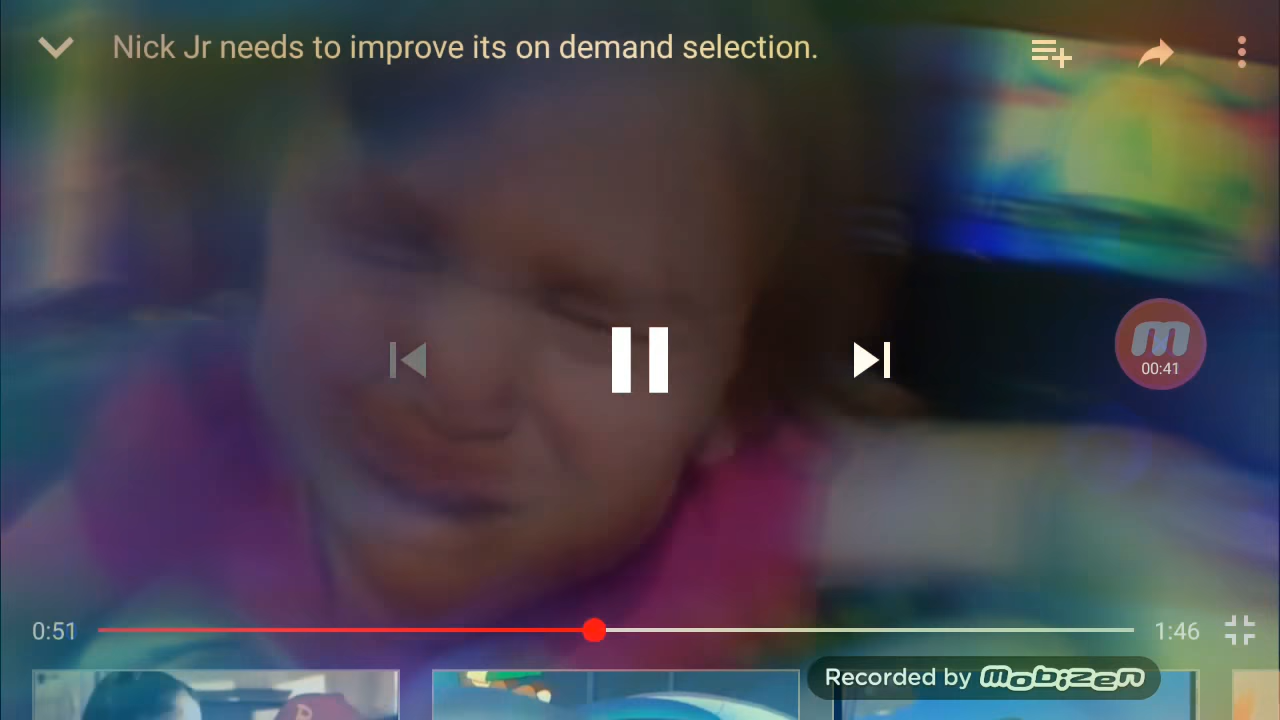 Nick Jr needs to improve its on demand selection.
m
00:41
0:51
1:46
Recorded by mobizen